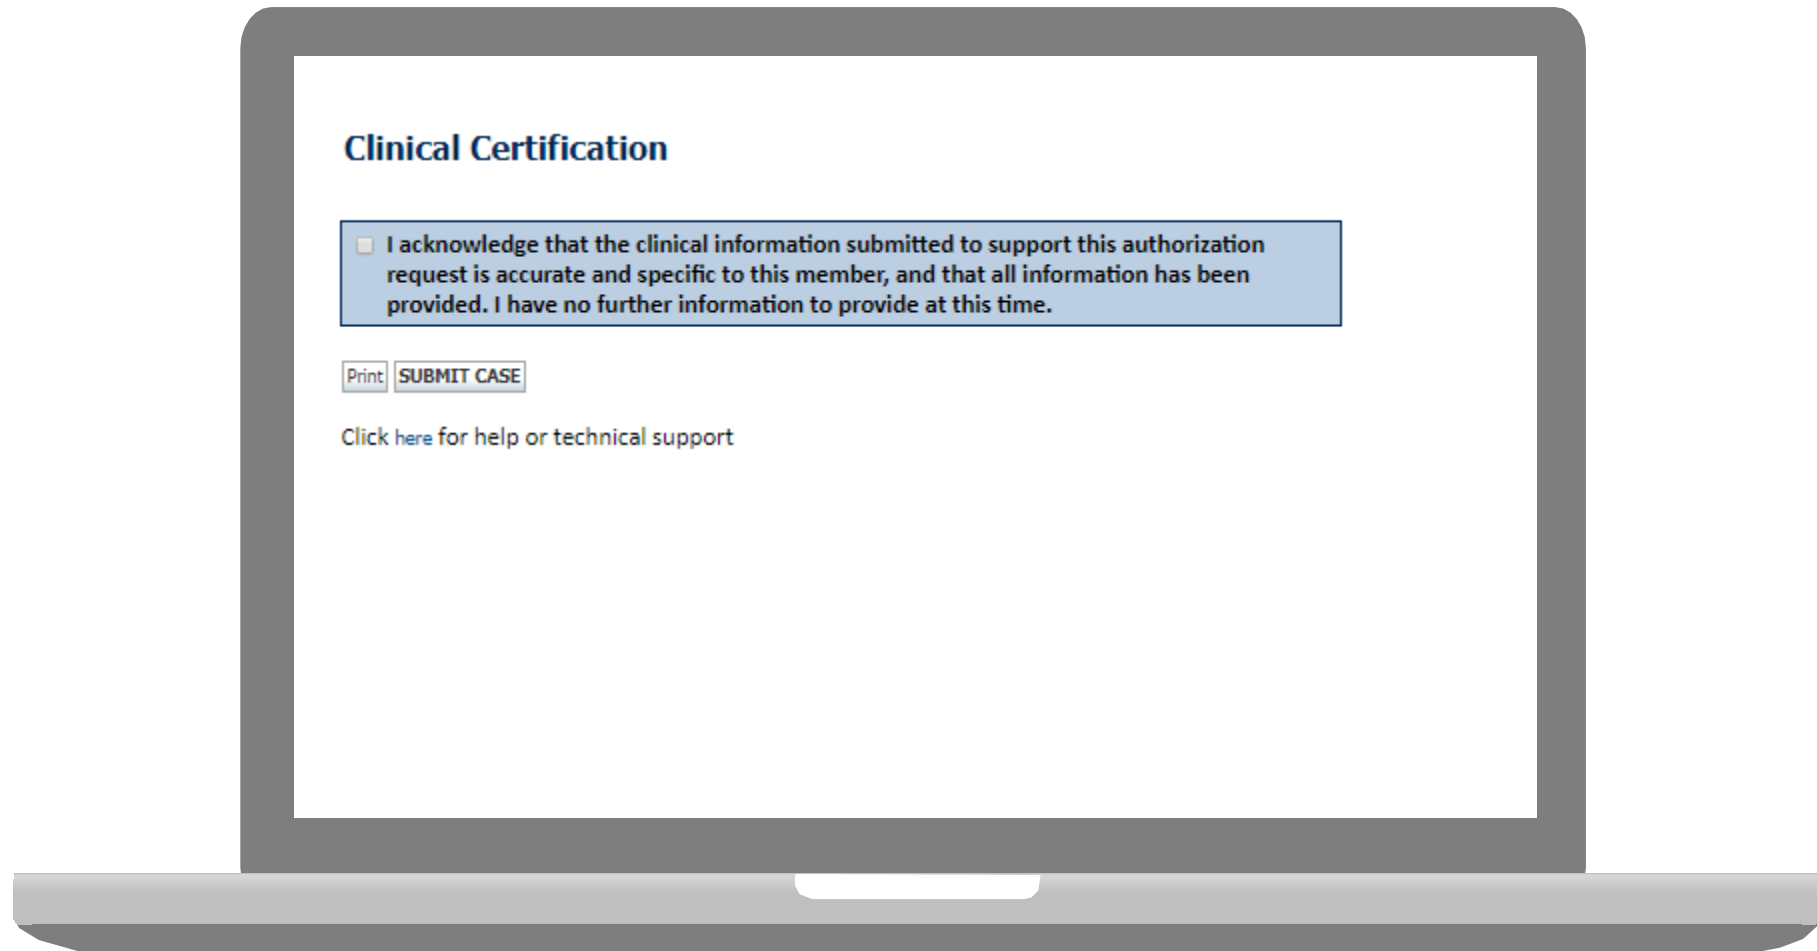 Clinical Certification
I acknowledge that the clinical information submitted to support this authorization
request is accurate and specific to this member, and that all information has been
provided. I have no further information to provide at this time.
Print SUBMIT CASE
Click here for help or technical support